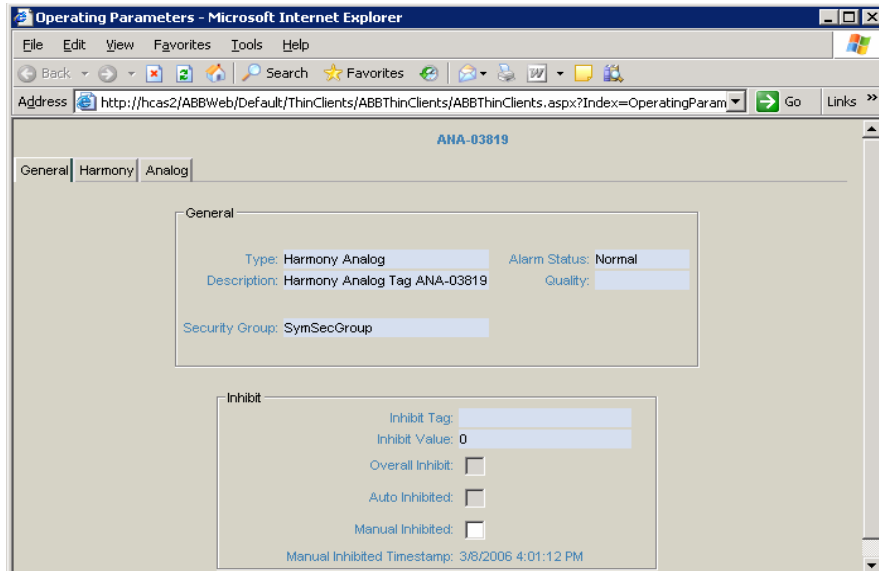 Operating Parameters - Microsoft Internet Explorer
File Edit View Favorites Tools Help
Back Search Favorites
Address http://hcas2/ABBWeb/Default/ThinClients/ABBThinClients/ABBThinClients.aspx?Index=OperatingParam Go Links »
ANA-03819
General Harmony Analog
General
Type: Harmony Analog Alarm Status: Normal
Description: Harmony Analog Tag ANA-03819 Quality:
Security Group: SymSecGroup
Inhibit
Inhibit Tag:
Inhibit Value: 0
Overall Inhibit:
Auto Inhibited:
Manual Inhibited:
Manual Inhibited Timestamp: 3/8/2006 4:01:12 PM